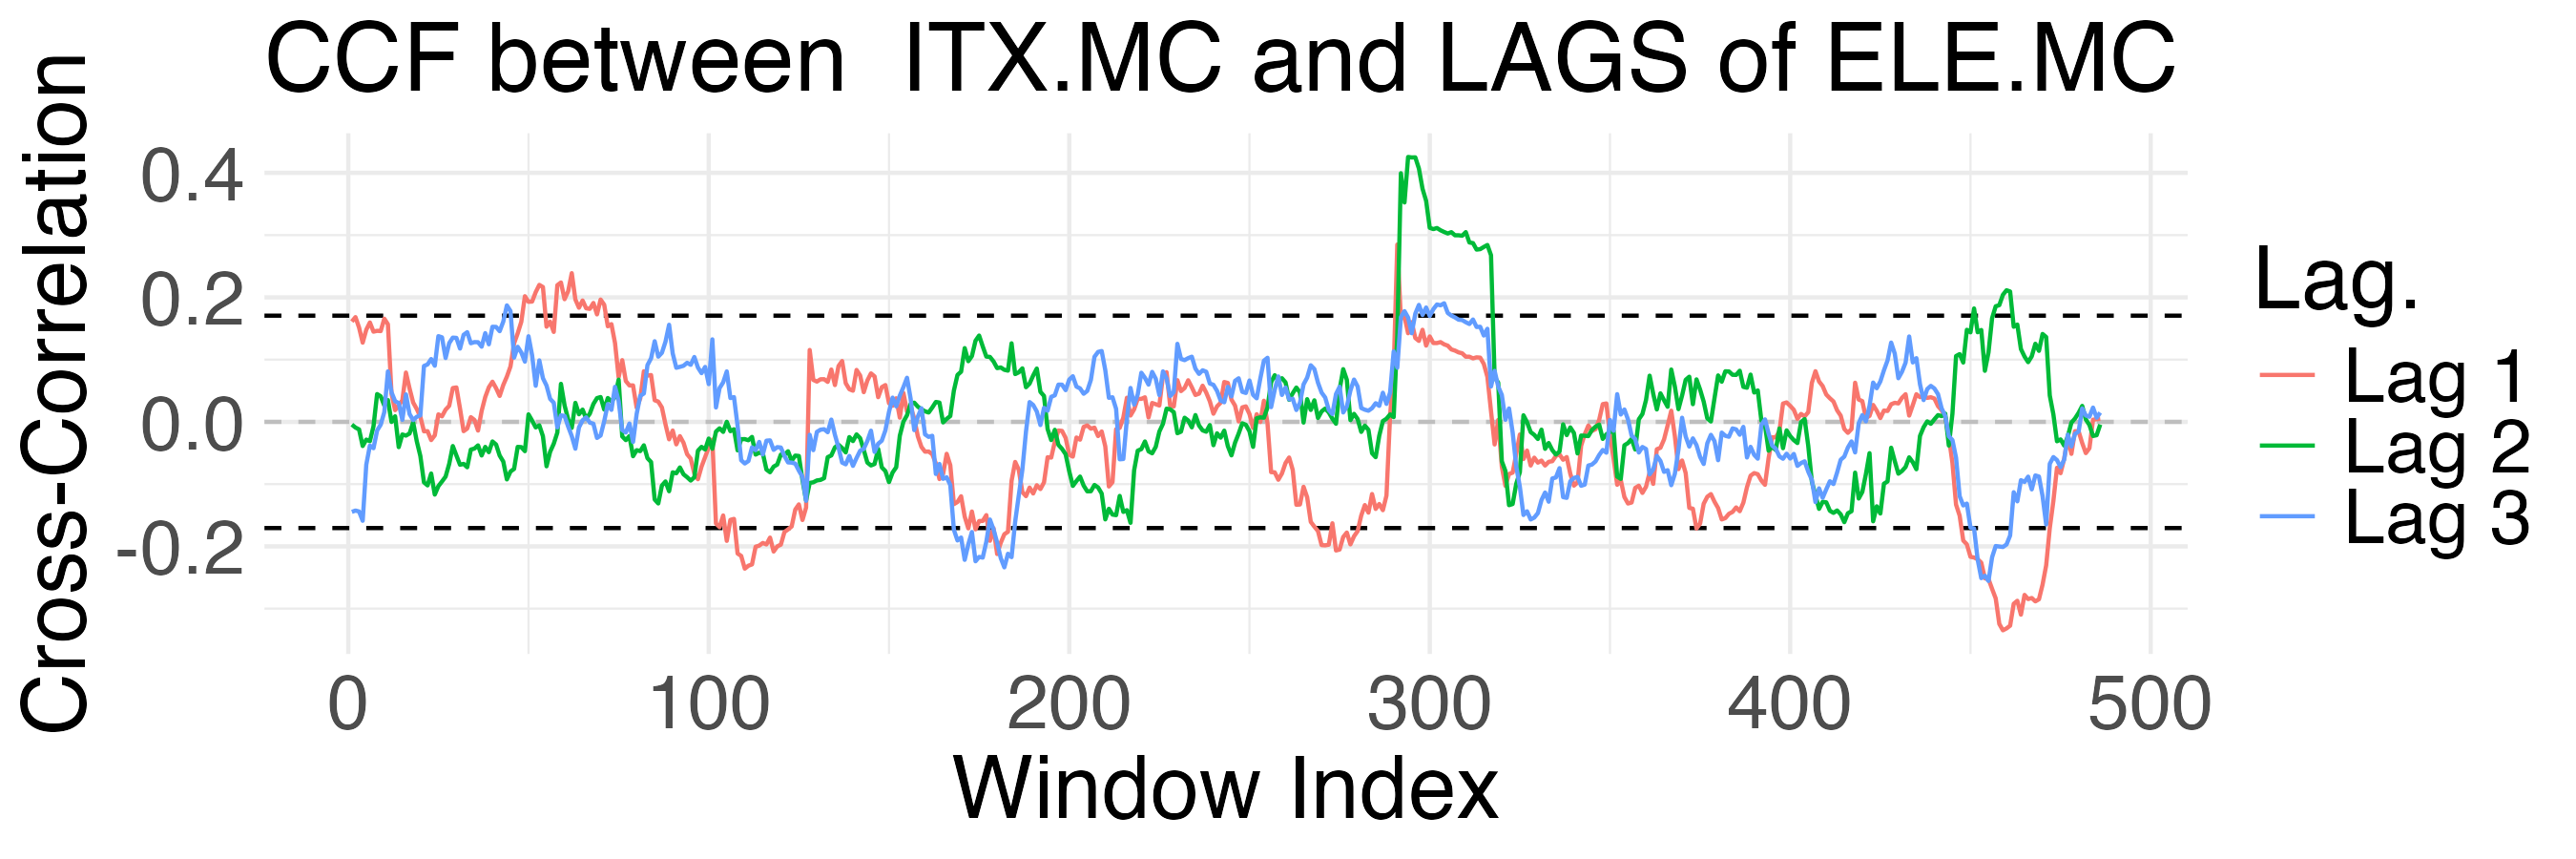 CCF between  ITX.MC and LAGS of ELE.MC
Cross-Correlation
0.4
0.2
0.0
-0.2
0 100 200 300 400 500
Window Index
Lag.
Lag 1
Lag 2
Lag 3